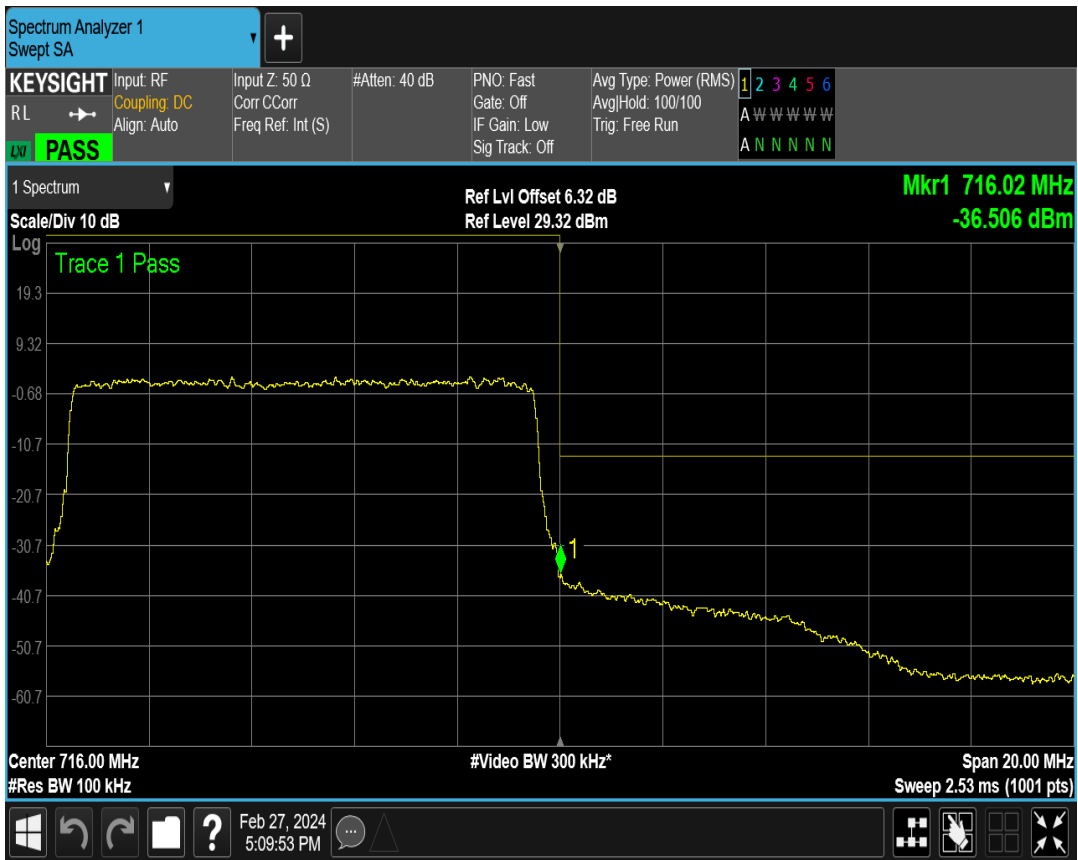 Spectrum Analyzer 1
Swept SA
+
KEYSIGHT
RL
LXI PASS
Input: RF
Coupling: DC
Align: Auto
Input Z: 50 Ω
Corr CCorr
Freq Ref: Int (S)
#Atten: 40 dB
PNO: Fast
Gate: Off
IF Gain: Low
Sig Track: Off
Avg Type: Power (RMS)
Avg|Hold: 100/100
Trig: Free Run
1 2 3 4 5 6
A W W W W W
A N N N N N
1 Spectrum
Scale/Div 10 dB
Ref Lvl Offset 6.32 dB
Ref Level 29.32 dBm
Mkr1 716.02 MHz
-36.506 dBm
Log
Trace 1 Pass
19.3
9.32
-0.68
-10.7
-20.7
-30.7
-40.7
-50.7
-60.7
1
Center 716.00 MHz
#Res BW 100 kHz
#Video BW 300 kHz*
Span 20.00 MHz
Sweep 2.53 ms (1001 pts)
?
Feb 27, 2024
5:09:53 PM